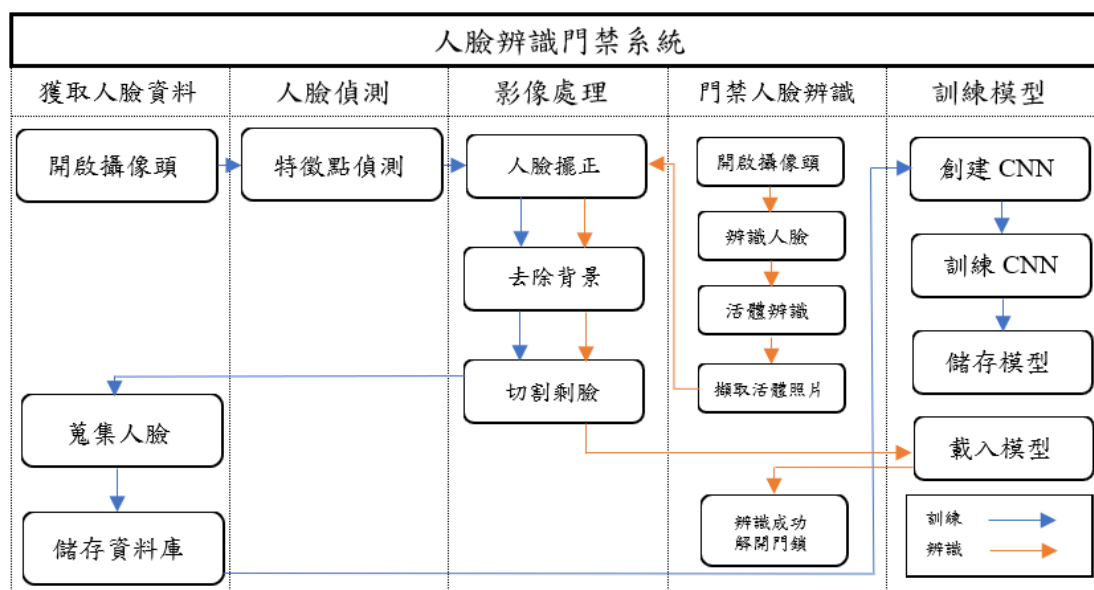 人臉辨識門禁系統
獲取人臉資料
人臉偵測
影像處理
門禁人臉辨識
訓練模型
開啟攝像頭
特徵點偵測
人臉擺正
開啟攝像頭
創建 CNN
辨識人臉
去除背景
訓練 CNN
活體辨識
切割剩臉
擷取活體照片
儲存模型
蒐集人臉
載入模型
儲存資料庫
辨識成功
解開門鎖
訓練
辨識